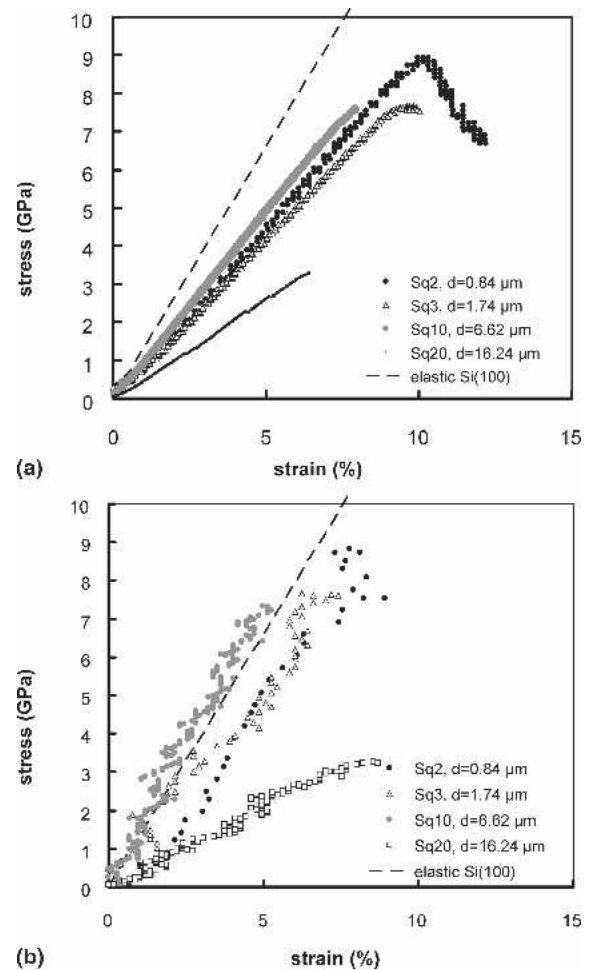 10
9
8
7
6
5
4
3
2
1
0
stress (GPa)
Sq2, d=0.84 µm
Sq3, d=1.74 µm
Sq10, d=6.62 µm
Sq20, d=16.24 µm
elastic Si(100)
0 5 10 15
(a) strain (%)
10
9
8
7
6
5
4
3
2
1
0
stress (GPa)
Sq2, d=0.84 µm
Sq3, d=1.74 µm
Sq10, d=6.62 µm
Sq20, d=16.24 µm
elastic Si(100)
0 5 10 15
(b) strain (%)